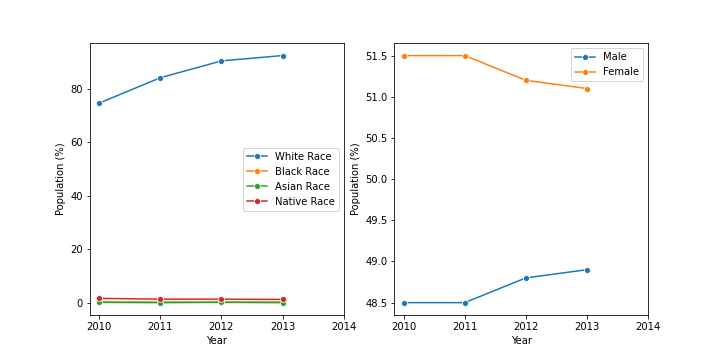 80
60
40
20
0
Population (%)
2010 2011 2012 2013 2014
Year
White Race
Black Race
Asian Race
Native Race
51.5
51.0
50.5
50.0
49.5
49.0
48.5
Population (%)
2010 2011 2012 2013 2014
Year
Male
Female